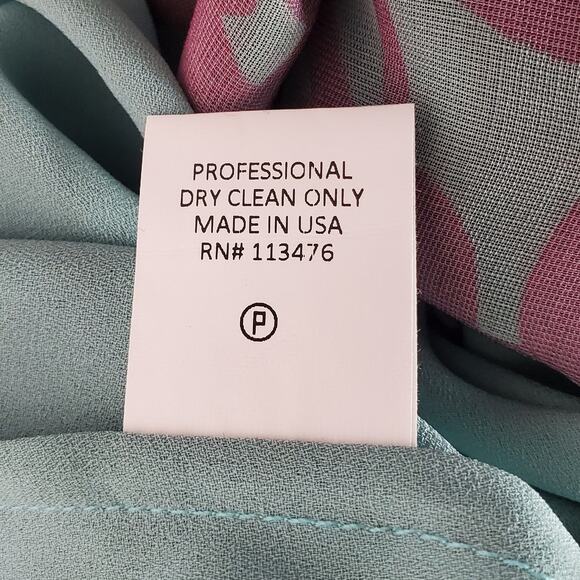 PROFESSIONAL
DRY CLEAN ONLY
MADE IN USA
RN# 113476
P